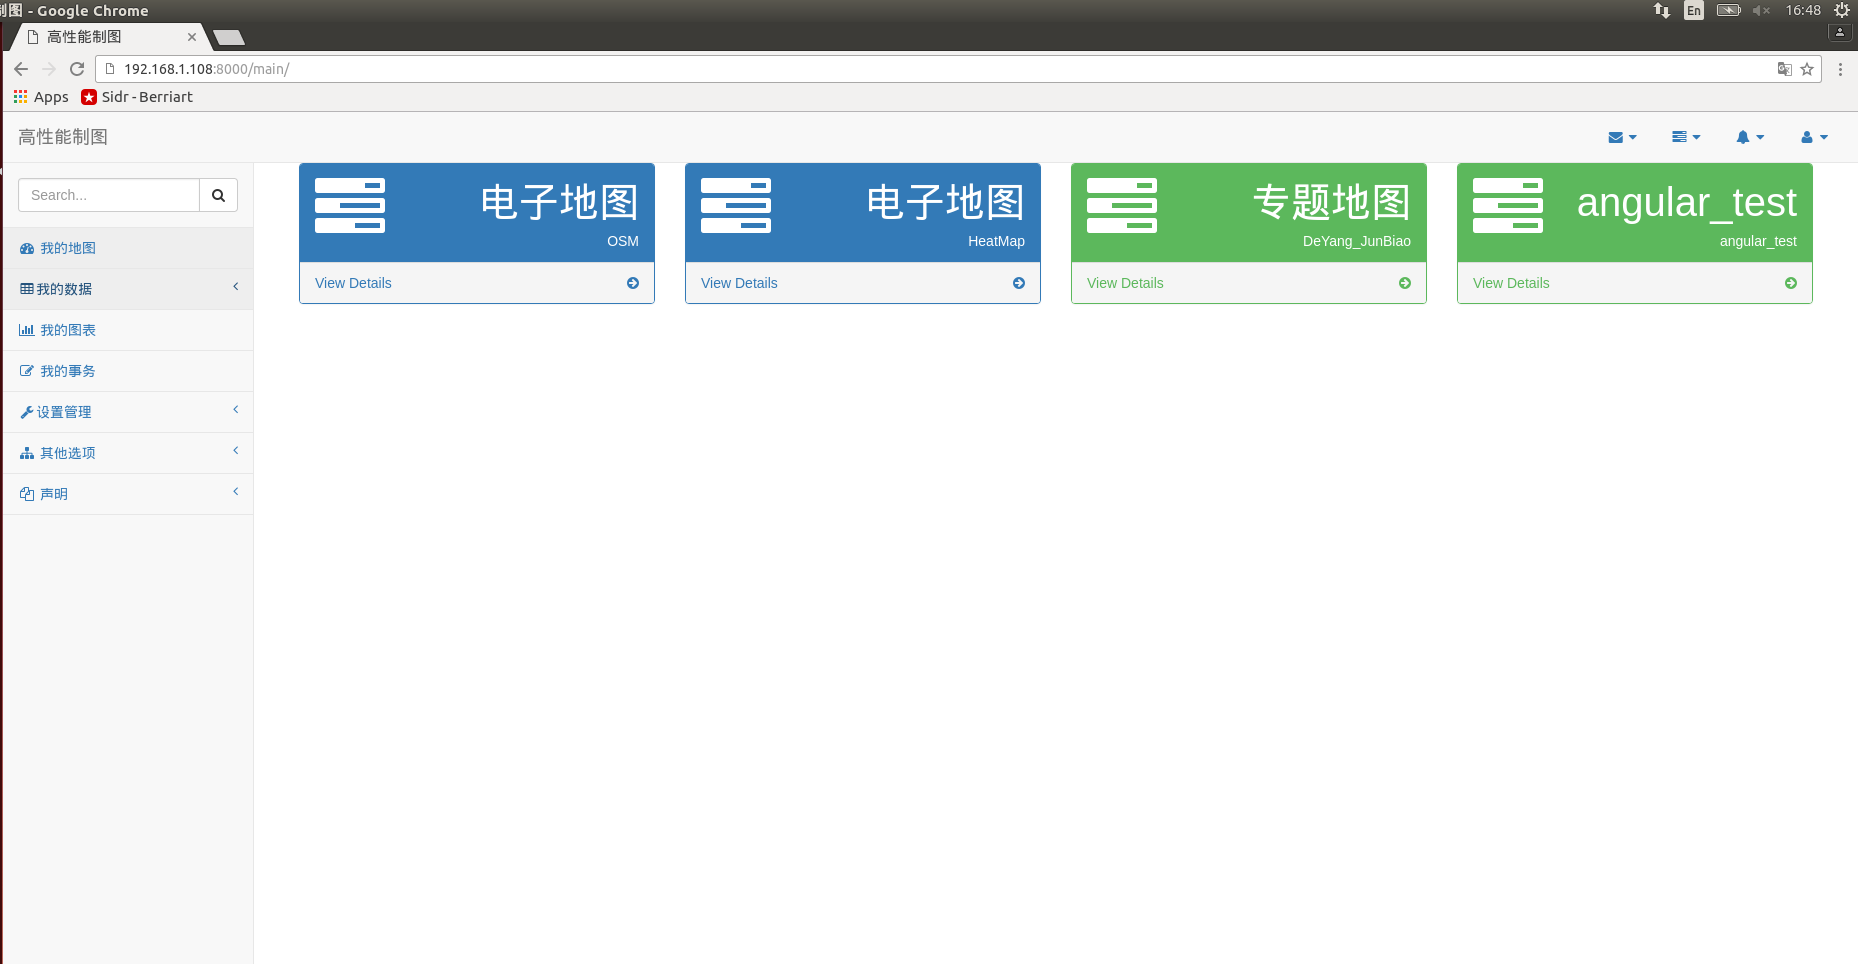 制图 - Google Chrome
En
16:48
高性能制图
192.168.1.108:8000/main/
Apps
Sidr - Berriart
高性能制图
Search...
我的地图
我的数据
我的图表
我的事务
设置管理
其他选项
声明
电子地图
OSM
View Details
电子地图
HeatMap
View Details
专题地图
DeYang_JunBiao
View Details
angular_test
angular_test
View Details